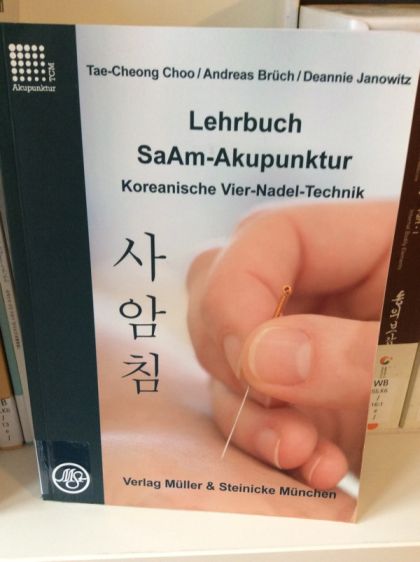 TCM
Akupunktur
Tae-Cheong Choo/Andreas Brüch/Deannie Janowitz
Lehrbuch
SaAm-Akupunktur
Koreanische Vier-Nadel-Technik
사
암
침
Verlag Müller & Steinicke München
WB